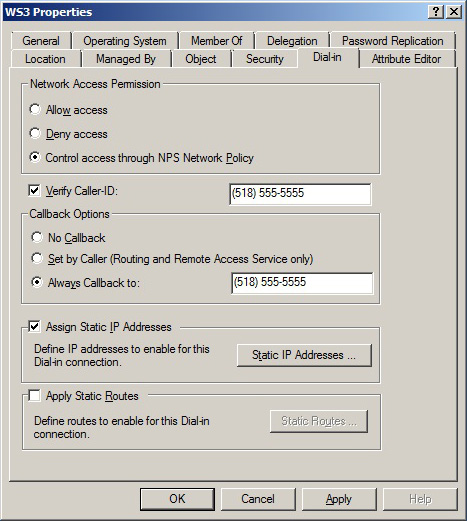 WS3 Properties
General Operating System Member Of Delegation Password Replication
Location Managed By Object Security Dial-in Attribute Editor
Network Access Permission
Allow access
Deny access
Control access through NPS Network Policy
Verify Caller-ID: (518) 555-5555
Callback Options
No Callback
Set by Caller (Routing and Remote Access Service only)
Always Callback to: (518) 555-5555
Assign Static IP Addresses
Define IP addresses to enable for this
Dial-in connection.
Static IP Addresses ...
Apply Static Routes
Define routes to enable for this Dial-in
connection.
Static Routes ...
OK Cancel Apply Help